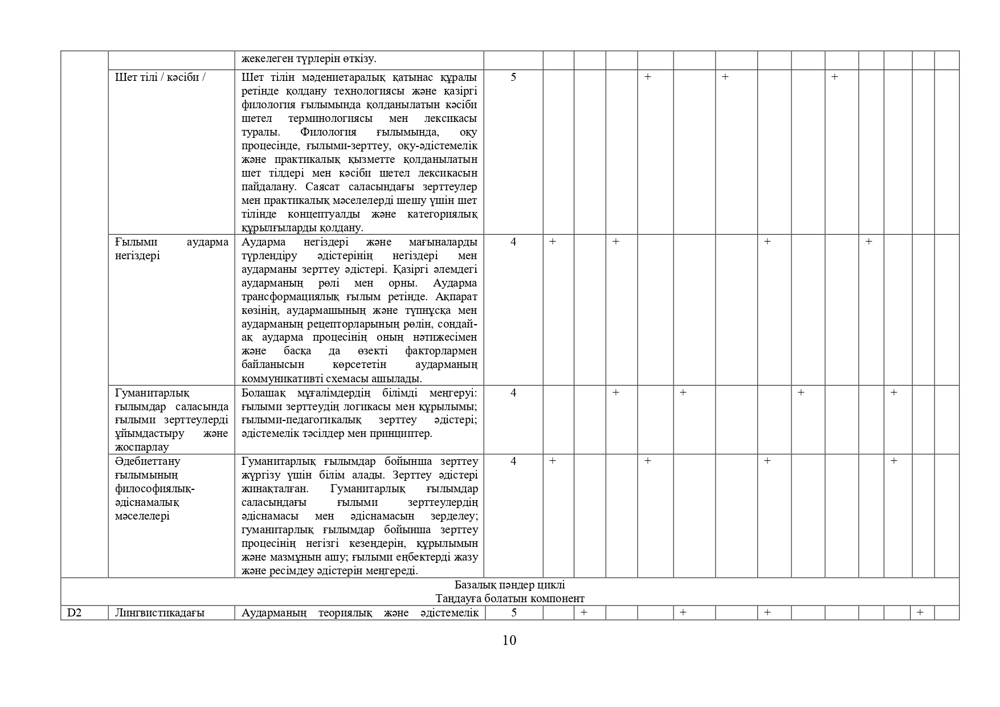 жекелеген түрлерін өткізу.
Шет тілі / кәсіби /
Шет тілін мәдениетаралық қатынас құралы
ретінде қолдану технологиясы және қазіргі
филология ғылымында қолданылатын кәсіби
шетел терминологиясы мен лексикасы
туралы. Филология ғылымында, оқу
процесінде, ғылыми-зерттеу, оқу-әдістемелік
және практикалық қызметте қолданылатын
шет тілдері мен кәсіби шетел лексикасын
пайдалану. Саясат саласындағы зерттеулер
мен практикалық мәселелерді шешу үшін шет
тілінде концептуалды және категориялық
құрылғыларды қолдану.
5 + + +
Ғылыми аударма
негіздері
Аударма негіздері және мағыналарды
түрлендіру әдістерінің негіздері мен
аударманы зерттеу әдістері. Қазіргі әлемдегі
аударманың рөлі мен орны. Аударма
трансформациялық ғылым ретінде. Ақпарат
көзінің, аудармашының және түпнұсқа мен
аударманың рецепторларының рөлін, сондай-
ақ аударма процесінің оның нәтижесімен
және басқа да өзекті факторлармен
байланысын көрсететін аударманың
коммуникативті схемасы ашылады.
4 + + + +
Гуманитарлық
ғылымдар саласында
ғылыми зерттеулерді
ұйымдастыру және
жоспарлау
Болашақ мұғалімдердің білімді меңгеруі:
ғылыми зерттеудің логикасы мен құрылымы;
ғылыми-педагогикалық зерттеу әдістері;
әдістемелік тәсілдер мен принциптер.
4 + + + +
Әдебиеттану
ғылымының
философиялық-
әдіснамалық
мәселелері
Гуманитарлық ғылымдар бойынша зерттеу
жүргізу үшін білім алады. Зерттеу әдістері
жинақталған. Гуманитарлық ғылымдар
саласындағы ғылыми зерттеулердің
әдіснамасы мен әдіснамасын зерделеу;
гуманитарлық ғылымдар бойынша зерттеу
процесінің негізгі кезеңдерін, құрылымын
және мазмұнын ашу; ғылыми еңбектерді жазу
және ресімдеу әдістерін меңгереді.
4 + + + +
Базалық пәндер циклі
Таңдауға болатын компонент
D2 Лингвистикадағы Аударманың теориялық және әдістемелік 5 + + + +
10